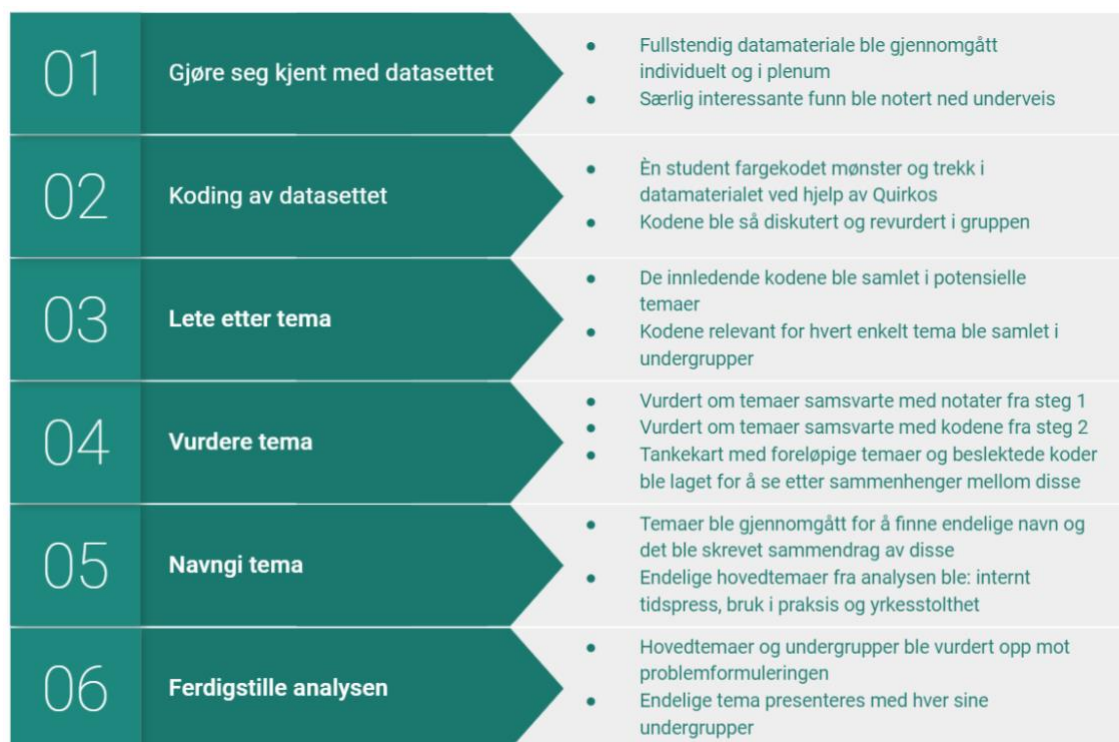 01
Gjøre seg kjent med datasettet
● Fullstendig datamateriale ble gjennomgått
individuelt og i plenum
● Særlig interessante funn ble notert ned underveis
02
Koding av datasettet
● Èn student fargekodet mønster og trekk i
datamaterialet ved hjelp av Quirkos
● Kodene ble så diskutert og revurdert i gruppen
03
Lete etter tema
● De innledende kodene ble samlet i potensielle
temaer
● Kodene relevant for hvert enkelt tema ble samlet i
undergrupper
04
Vurdere tema
● Vurdert om temaer samsvarte med notater fra steg 1
● Vurdert om temaer samsvarte med kodene fra steg 2
● Tankekart med foreløpige temaer og beslektede koder
ble laget for å se etter sammenhenger mellom disse
05
Navngi tema
● Temaer ble gjennomgått for å finne endelige navn og
det ble skrevet sammendrag av disse
● Endelige hovedtemaer fra analysen ble: internt
tidspress, bruk i praksis og yrkesstolthet
06
Ferdigstille analysen
● Hovedtemaer og undergrupper ble vurdert opp mot
problemformuleringen
● Endelige tema presenteres med hver sine
undergrupper